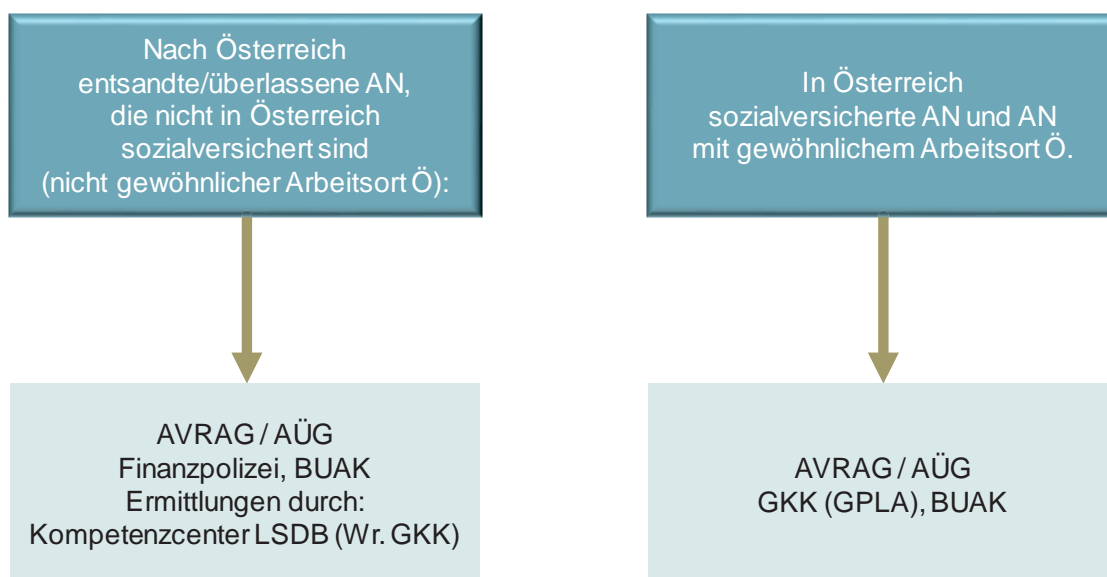 Nach Österreich
entsandte/überlassene AN,
die nicht in Österreich
sozialversichert sind
(nicht gewöhnlicher Arbeitsort Ö):
In Österreich
sozialversicherte AN und AN
mit gewöhnlichem Arbeitsort Ö.
AVRAG / AÜG
Finanzpolizei, BUAK
Ermittlungen durch:
Kompetenzcenter LSDB (Wr. GKK)
AVRAG / AÜG
GKK (GPLA), BUAK